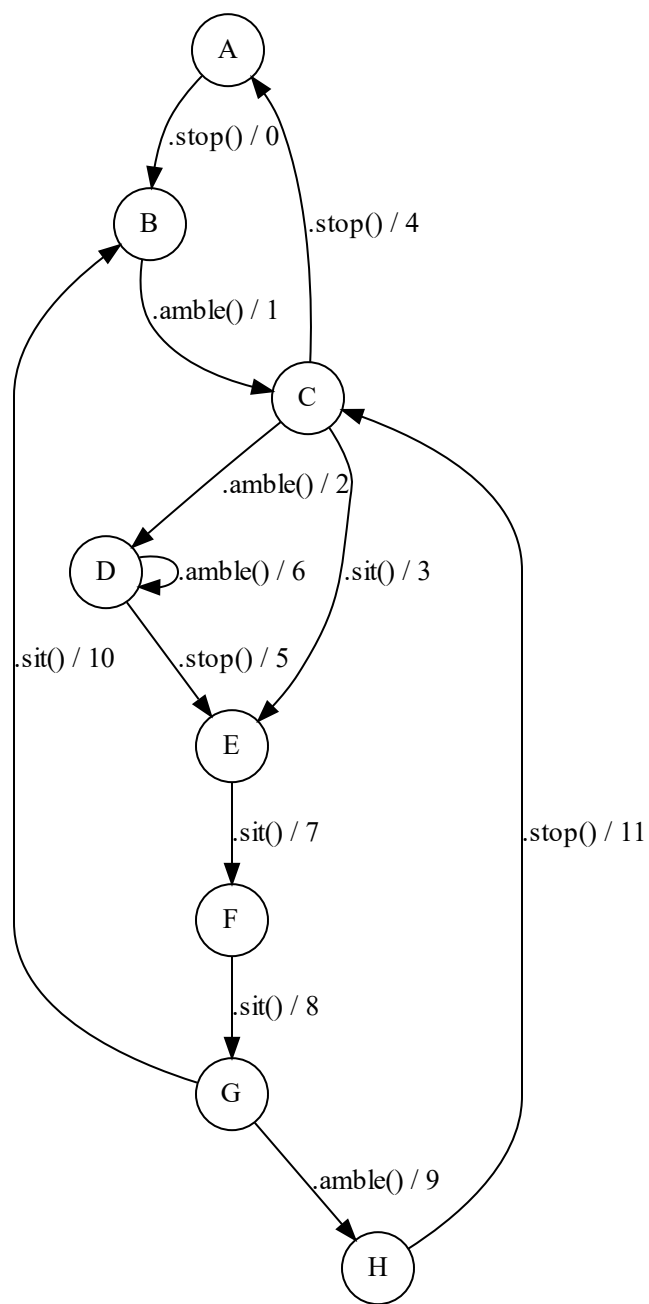 A
.stop() / 0
B
.stop() / 4
.amble() / 1
C
.amble() / 2
D
.amble() / 6
.sit() / 3
.sit() / 10
.stop() / 5
E
.sit() / 7
.stop() / 11
F
.sit() / 8
G
.amble() / 9
H